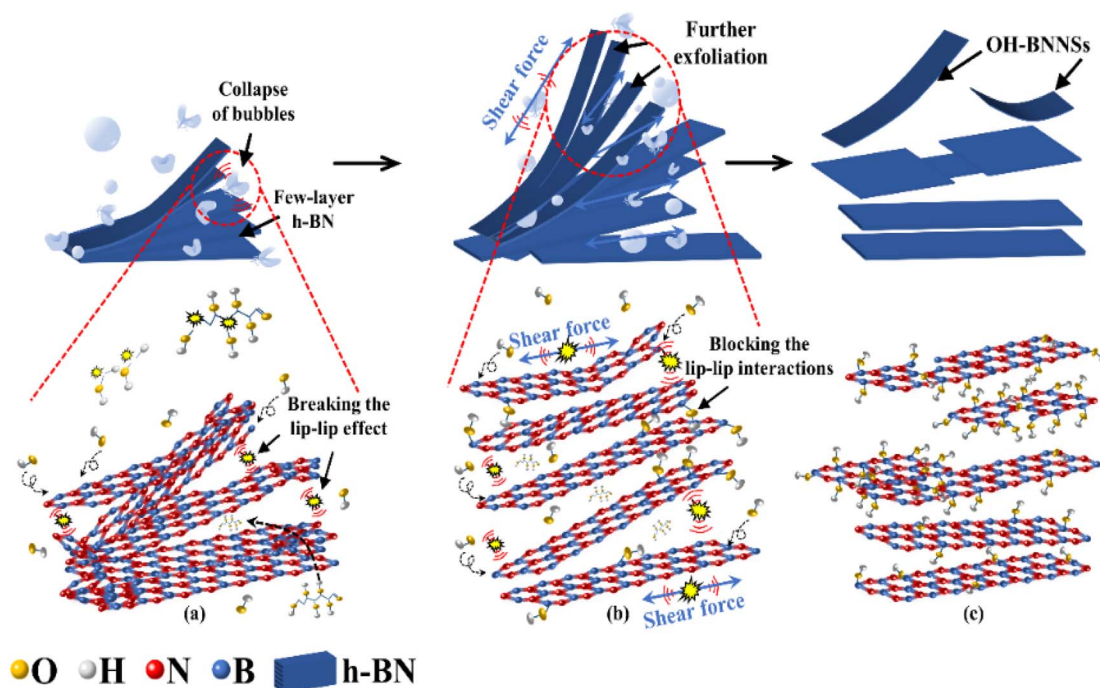 Collapse
of bubbles
Few-layer
h-BN
Shear force
Further
exfoliation
OH-BNNSs
Breaking the
lip-lip effect
(a)
Shear force
Blocking the
lip-lip interactions
Shear force
(b)
(c)
O H N B h-BN